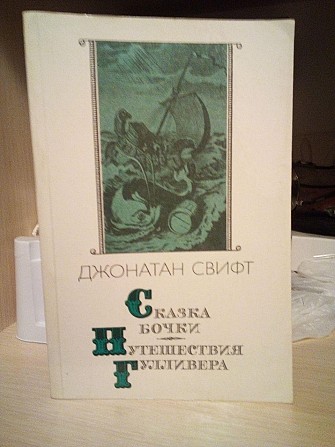 ДЖОНАТАН СВИФТ
СКАЗКА
БОЧКИ
ПУТЕШЕСТВИЯ
ГУЛЛИВЕРА